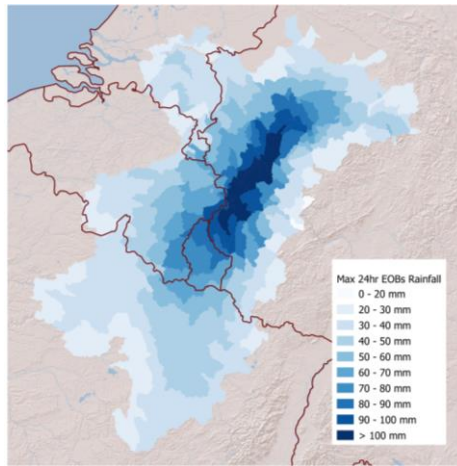 Max 24hr EOBs Rainfall
0 - 20 mm
20 - 30 mm
30 - 40 mm
40 - 50 mm
50 - 60 mm
60 - 70 mm
70 - 80 mm
80 - 90 mm
90 - 100 mm
> 100 mm